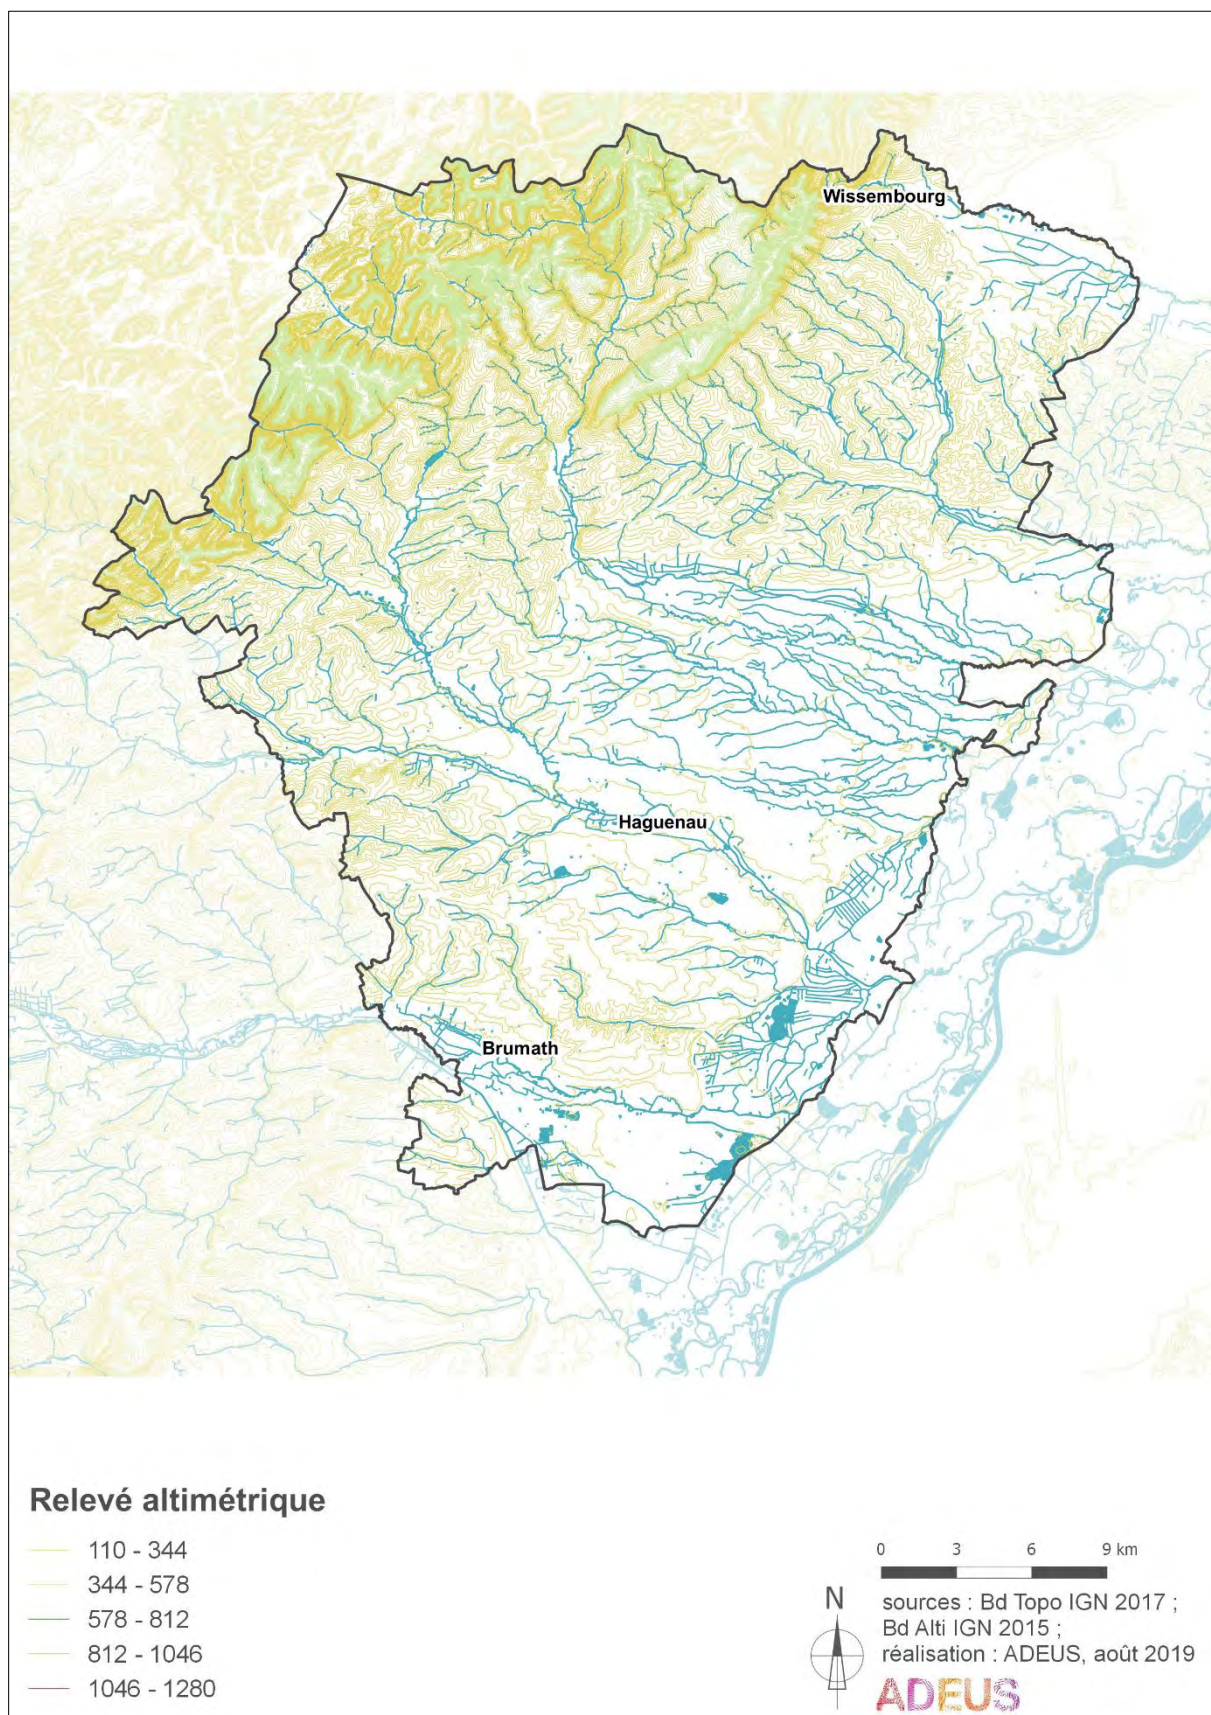 Wissembourg
Haguenau
Brumath
Relevé altimétrique
110 - 344
344 - 578
578 - 812
812 - 1046
1046 - 1280
0 3 6 9 km
N
sources : Bd Topo IGN 2017 ;
Bd Alti IGN 2015 ;
réalisation : ADEUS, août 2019
ADEUS